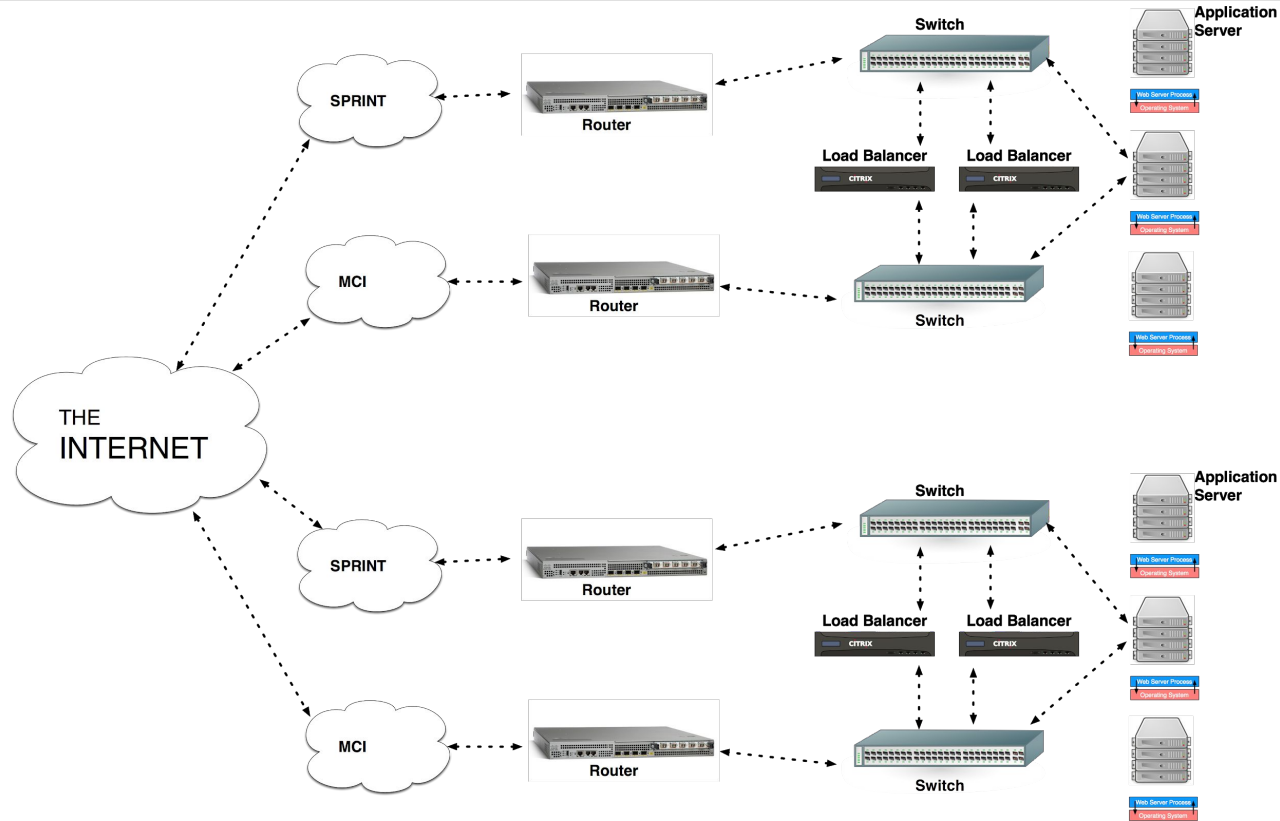 Switch
Application
Server
SPRINT
Router
Web Server Process
Operating System
Load Balancer
Load Balancer
CITRIX
CITRIX
Web Server Process
Operating System
MCI
Router
Switch
Web Server Process
Operating System
THE
INTERNET
Switch
Application
Server
SPRINT
Router
Web Server Process
Operating System
Load Balancer
Load Balancer
CITRIX
CITRIX
Web Server Process
Operating System
MCI
Router
Switch
Web Server Process
Operating System